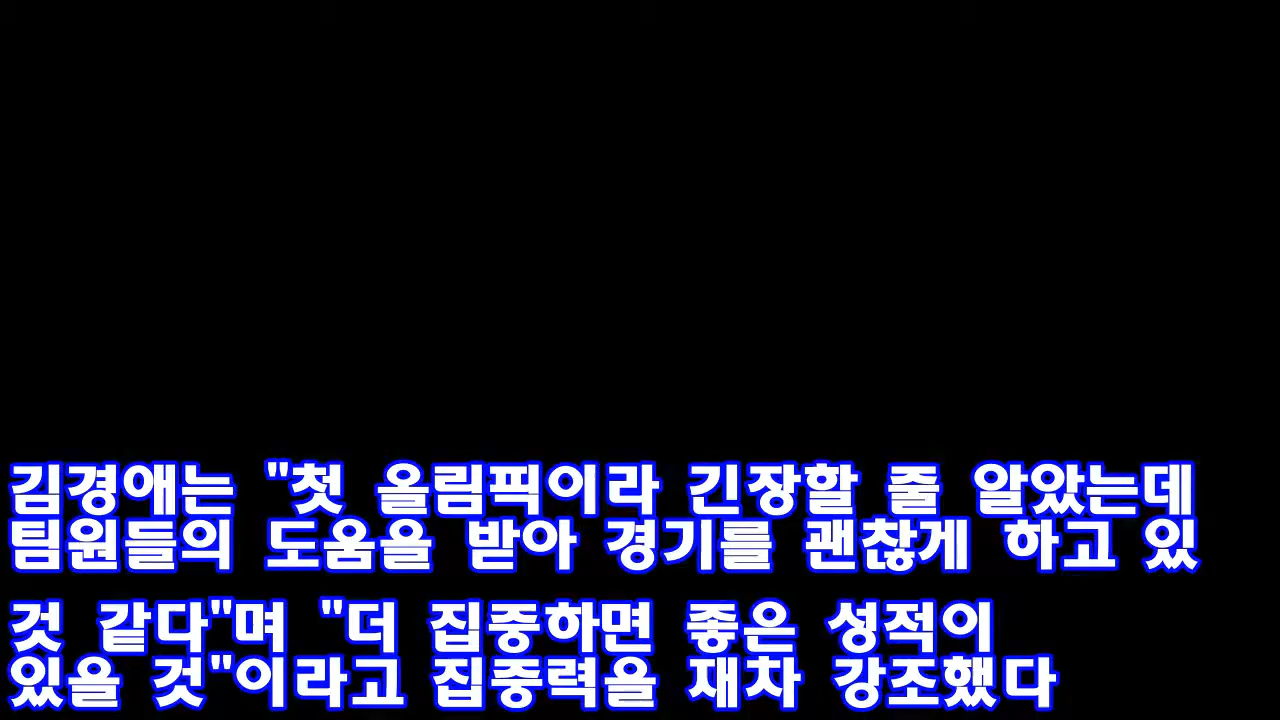 김경애는 "첫 올림픽이라 긴장할 줄 알았는데
팀원들의 도움을 받아 경기를 괜찮게 하고 있
것 같다"며 "더 집중하면 좋은 성적이
있을 것"이라고 집중력을 재차 강조했다